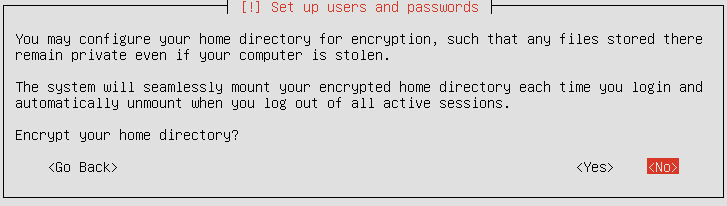 [!] Set up users and passwords
You may configure your home directory for encryption, such that any files stored there
remain private even if your computer is stolen.
The system will seamlessly mount your encrypted home directory each time you login and
automatically unmount when you log out of all active sessions.
Encrypt your home directory?
<Go Back> <Yes> <No>